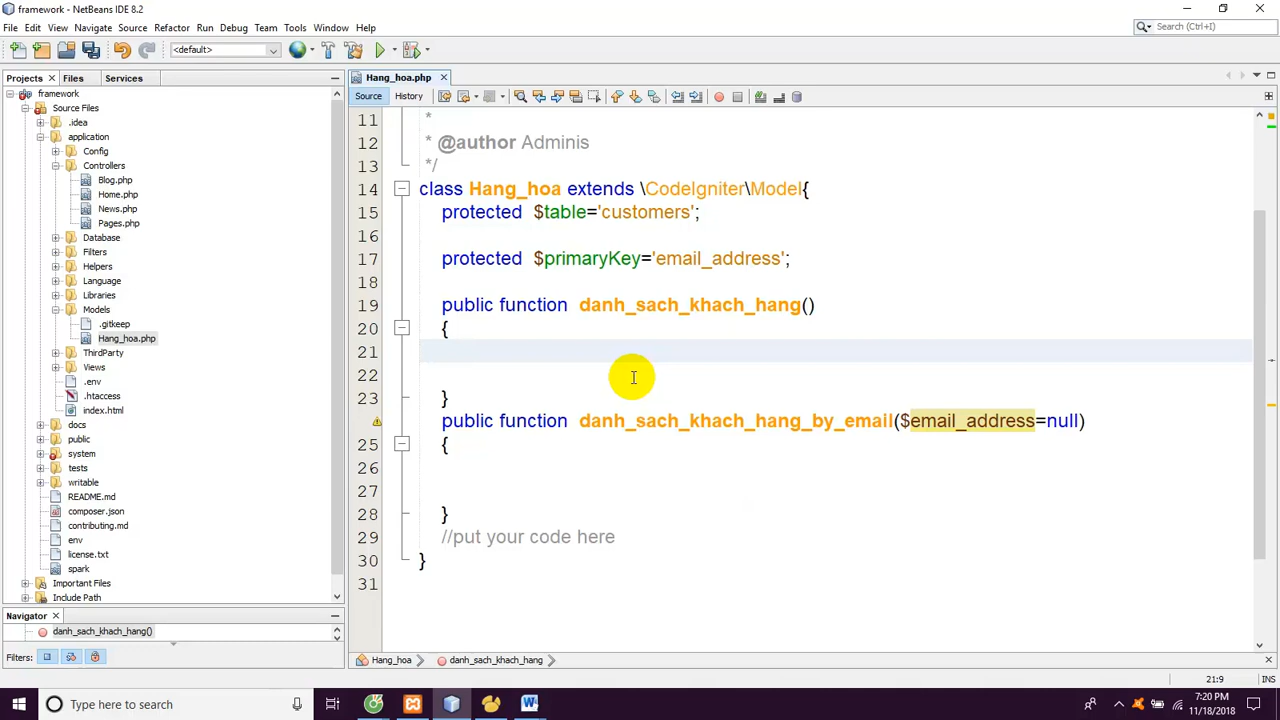 framework - NetBeans IDE 8.2
File Edit View Navigate Source Refactor Run Debug Team Tools Window Help
Search (Ctrl+I)
<default>
Projects Files Services
Hang_hoa.php
Source History
framework
Source Files
.idea
application
Config
Controllers
Blog.php
Home.php
News.php
Pages.php
Database
Filters
Helpers
Language
Libraries
Models
.gitkeep
Hang_hoa.php
ThirdParty
Views
.env
.htaccess
index.html
docs
public
system
tests
writable
README.md
composer.json
contributing.md
env
license.txt
spark
Important Files
Include Path
11 *
12 * @author Adminis
13 */
14 class Hang_hoa extends \CodeIgniter\Model{
15 protected $table='customers';
16
17 protected $primaryKey='email_address';
18
19 public function danh_sach_khach_hang()
20 {
21
22
23 }
public function danh_sach_khach_hang_by_email($email_address=null)
25 {
26
27
28 }
29 //put your code here
30 }
31
Navigator
danh_sach_khach_hang()
Filters:
Hang_hoa danh_sach_khach_hang
21:9 INS
Type here to search
7:20 PM
11/18/2018